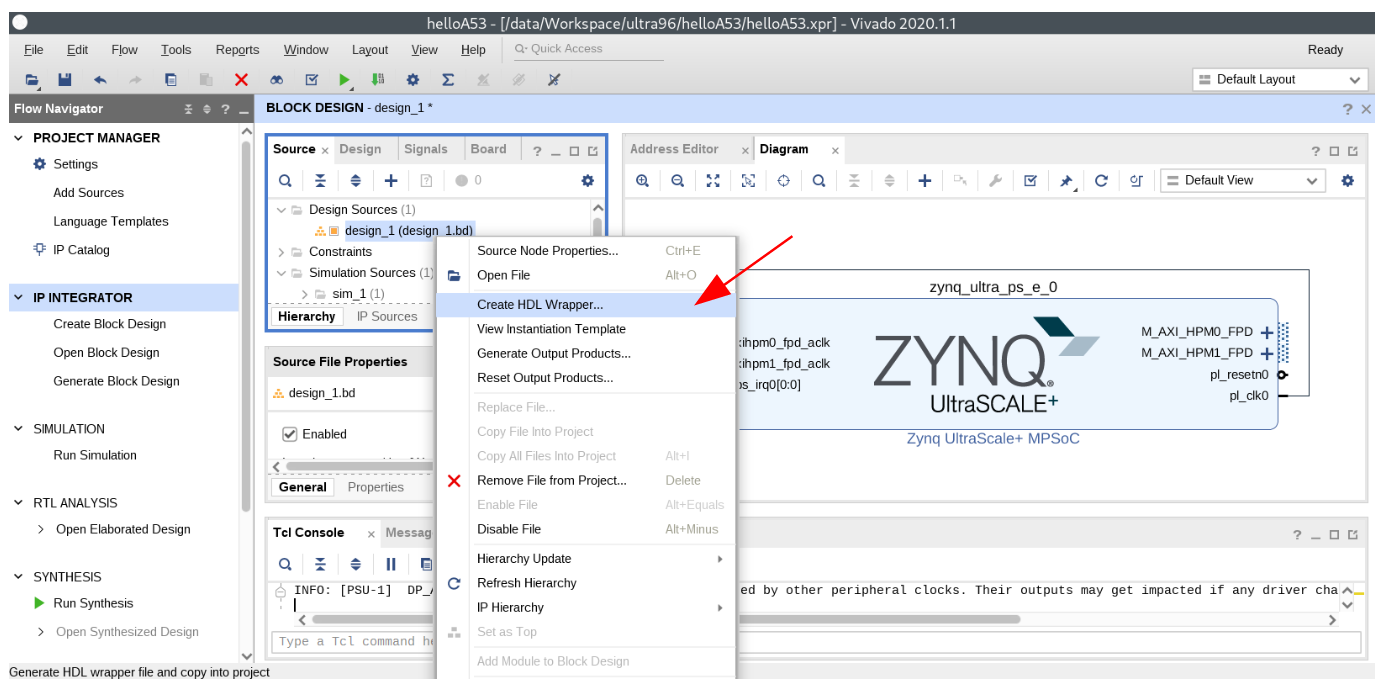 helloA53 - [/data/Workspace/ultra96/helloA53/helloA53.xpr] - Vivado 2020.1.1
File Edit Flow Tools Reports Window Layout View Help Quick Access Ready
Default Layout
Flow Navigator
BLOCK DESIGN - design_1 *
PROJECT MANAGER
Settings
Add Sources
Language Templates
IP Catalog
IP INTEGRATOR
Create Block Design
Open Block Design
Generate Block Design
SIMULATION
Run Simulation
RTL ANALYSIS
Open Elaborated Design
SYNTHESIS
Run Synthesis
Open Synthesized Design
Source Design Signals Board
0
Design Sources (1)
design_1 (design_1.bd)
Constraints
Simulation Sources (1)
sim_1 (1)
Hierarchy IP Sources
Source File Properties
design_1.bd
Enabled
General Properties
Source Node Properties... Ctrl+E
Open File Alt+O
Create HDL Wrapper...
View Instantiation Template
Generate Output Products...
Reset Output Products...
Replace File...
Copy File Into Project
Copy All Files Into Project Alt+I
Remove File from Project... Delete
Enable File Alt+Equals
Disable File Alt+Minus
Hierarchy Update
Refresh Hierarchy
IP Hierarchy
Set as Top
Add Module to Block Design
Address Editor Diagram
Default View
zynq_ultra_ps_e_0
ihpm0_fpd_aclk
ihpm1_fpd_aclk
s_irq0[0:0]
ZYNQ®
UltraSCALE+
M_AXI_HPM0_FPD
M_AXI_HPM1_FPD
pl_resetn0
pl_clk0
Zynq UltraScale+ MPSoC
Tcl Console Messag
INFO: [PSU-1] DP_A ed by other peripheral clocks. Their outputs may get impacted if any driver cha
Type a Tcl command he
Generate HDL wrapper file and copy into project